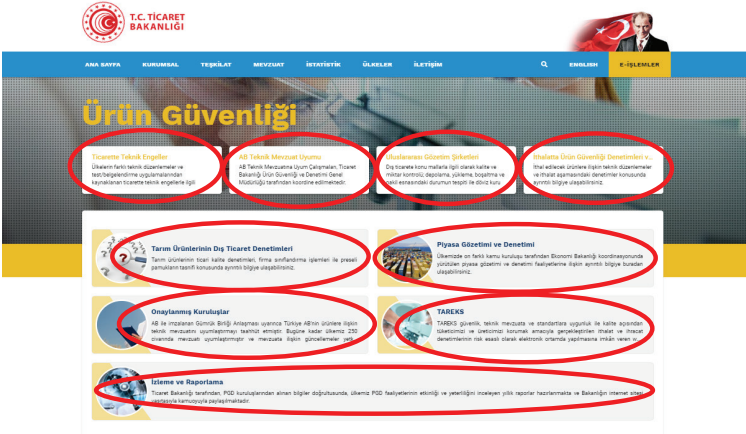 T.C. TİCARET
BAKANLIĞI
ANA SAYFA KURUMSAL TEŞKİLAT MEVZUAT İSTATİSTİK ÜLKELER İLETİŞİM ENGLISH E-İŞLEMLER
Ürün Güvenliği
Ticarette Teknik Engeller
Ülkelerin farklı teknik düzenlemeler ve
test/belgelendirme uygulamalarından
kaynaklanan ticarette teknik engellerle ilgili
AB Teknik Mevzuat Uyumu
AB Teknik Mevzuatına Uyum Çalışmaları, Ticaret
Bakanlığı Ürün Güvenliği ve Denetimi Genel
Müdürlüğü tarafından koordine edilmektedir.
Uluslararası Gözetim Şirketleri
Dış ticarete konu mallarla ilgili olarak kalite ve
miktar kontrolü; depolama, yükleme, boşaltma ve
nakil esnasındaki durumun tespiti ile döviz kuru
İthalatta Ürün Güvenliği Denetimleri v..
İthal edilecek ürünlere ilişkin teknik düzenlemeler
ve ithalat aşamasındaki denetimler konusunda
ayrıntılı bilgiye ulaşabilirsiniz.
Tarım Ürünlerinin Dış Ticaret Denetimleri
Tarım ürünlerinin ticari kalite denetimleri, firma sınıflandırma işlemleri ile preseli
pamukların tasnifi konusunda ayrıntılı bilgiye ulaşabilirsiniz.
Piyasa Gözetimi ve Denetimi
Ülkemizde on farklı kamu kuruluşu tarafından Ekonomi Bakanlığı koordinasyonunda
yürütülen piyasa gözetimi ve denetimi faaliyetlerine ilişkin ayrıntılı bilgiye buradan
ulaşabilirsiniz.
Onaylanmış Kuruluşlar
AB ile imzalanan Gümrük Birliği Anlaşması uyarınca Türkiye AB'nin ürünlere ilişkin
teknik mevzuatını uyumlaştırmayı taahhüt etmiştir. Bugüne kadar ülkemiz 250
civarında mevzuatı uyumlaştırmıştır ve mevzuata ilişkin güncellemeler
TAREKS
TAREKS güvenlik, teknik mevzuata ve standartlara uygunluk ile kalite açısından
tüketicimizi ve üreticimizi korumak amacıyla gerçekleştirilen ithalat ve ihracat
denetimlerinin risk esaslı olarak elektronik ortamda yapılmasına imkân veren w...
İzleme ve Raporlama
Ticaret Bakanlığı tarafından, PGD kuruluşlarından alınan bilgiler doğrultusunda, ülkemiz PGD faaliyetlerinin etkinliği ve yeterliliğini inceleyen yıllık raporlar hazırlanmakta ve Bakanlığın internet sitesi
vasıtasıyla kamuoyuyla paylaşılmaktadır.